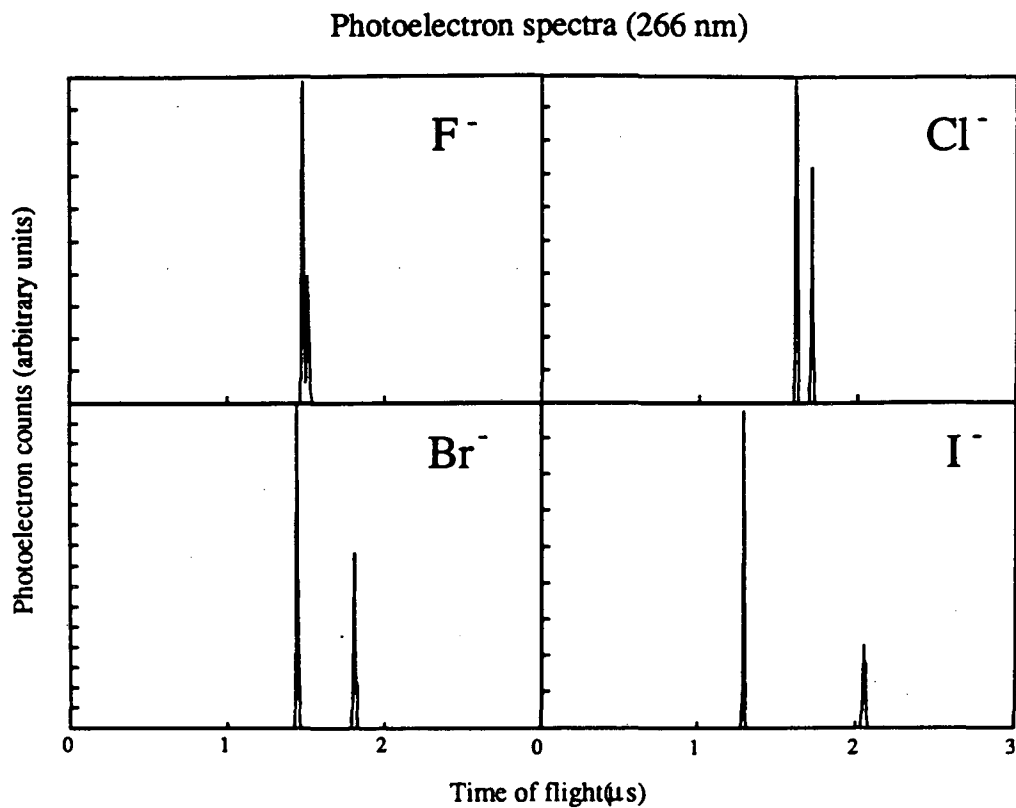 Photoelectron spectra (266 nm)
F⁻
Cl⁻
Br⁻
I⁻
Photoelectron counts (arbitrary units)
0 1 2 0 1 2 3
Time of flight(μs)